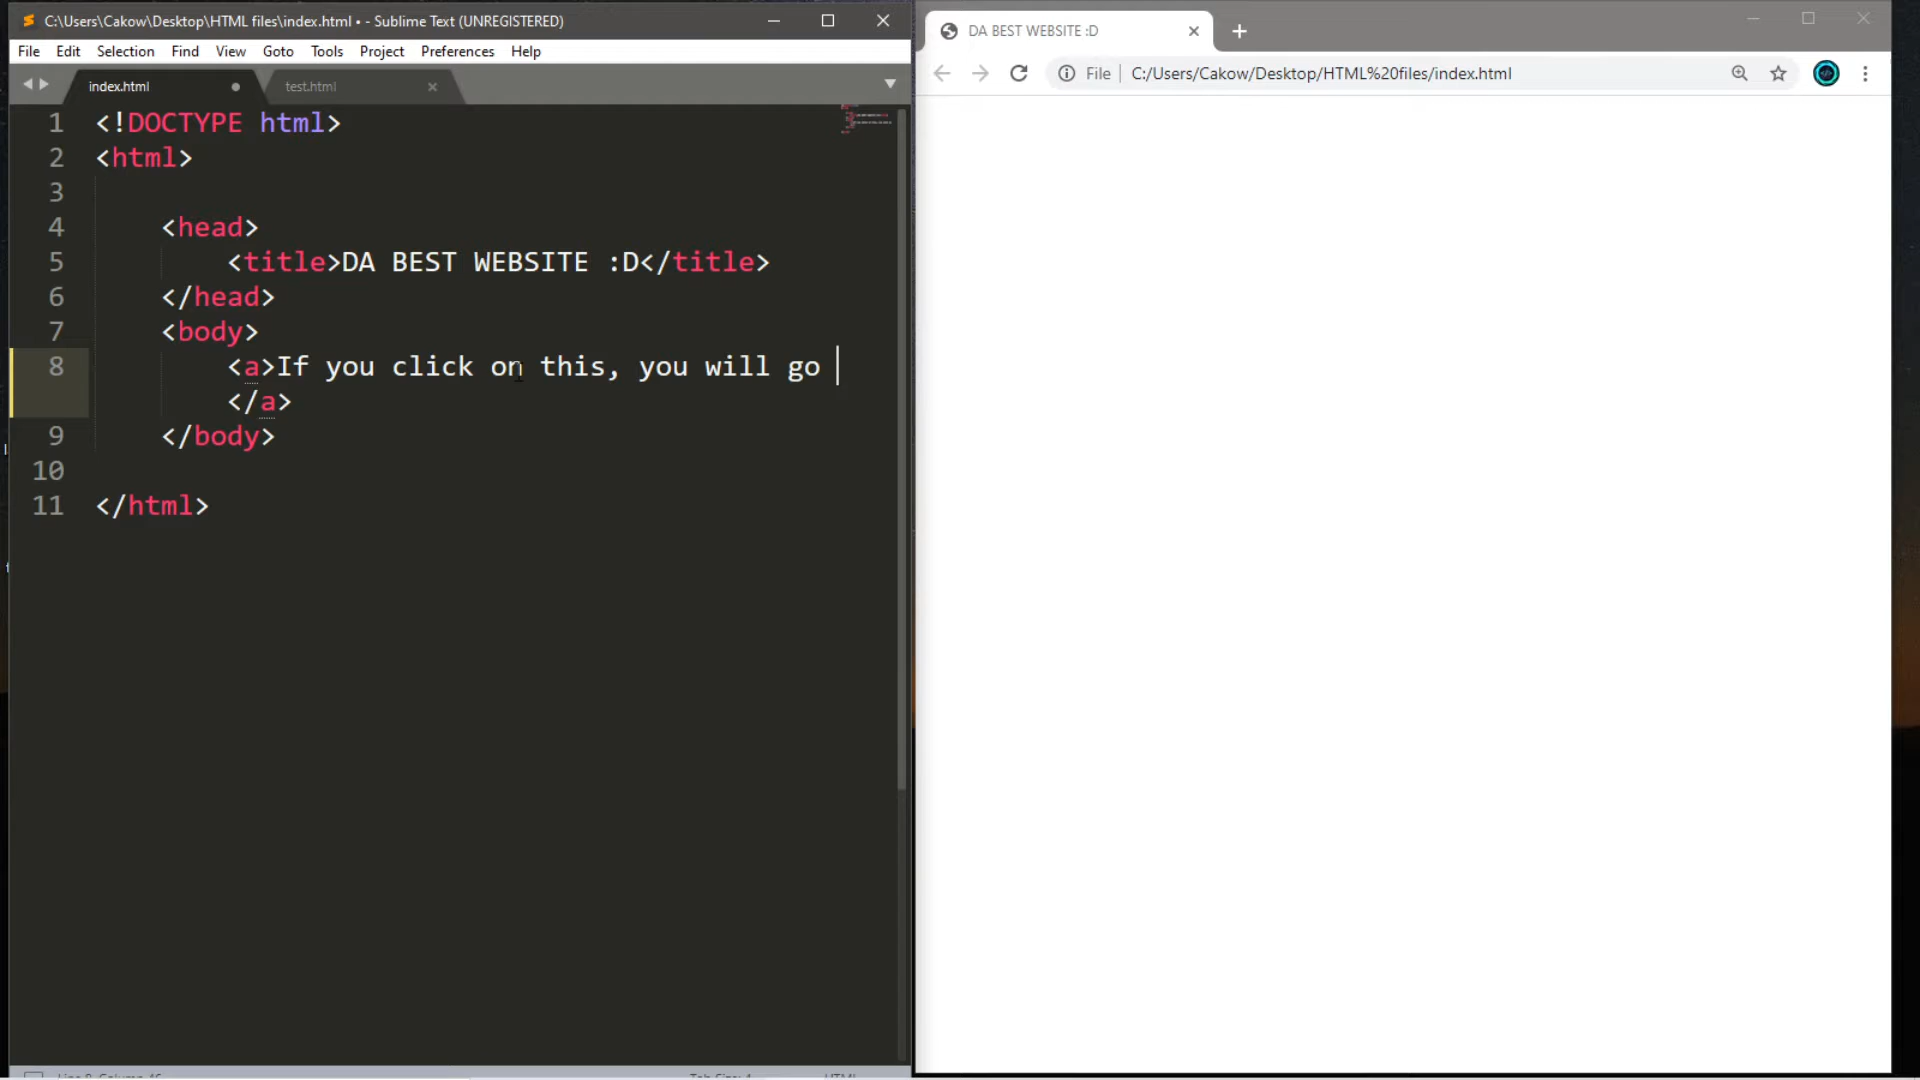 C:\Users\Cakow\Desktop\HTML files\index.html • - Sublime Text (UNREGISTERED)
File Edit Selection Find View Goto Tools Project Preferences Help
index.html test.html
1 <!DOCTYPE html>
2 <html>
3
4 <head>
5 <title>DA BEST WEBSITE :D</title>
6 </head>
7 <body>
8 <a>If you click on this, you will go
</a>
9 </body>
10
11 </html>
DA BEST WEBSITE :D
File C:/Users/Cakow/Desktop/HTML%20files/index.html